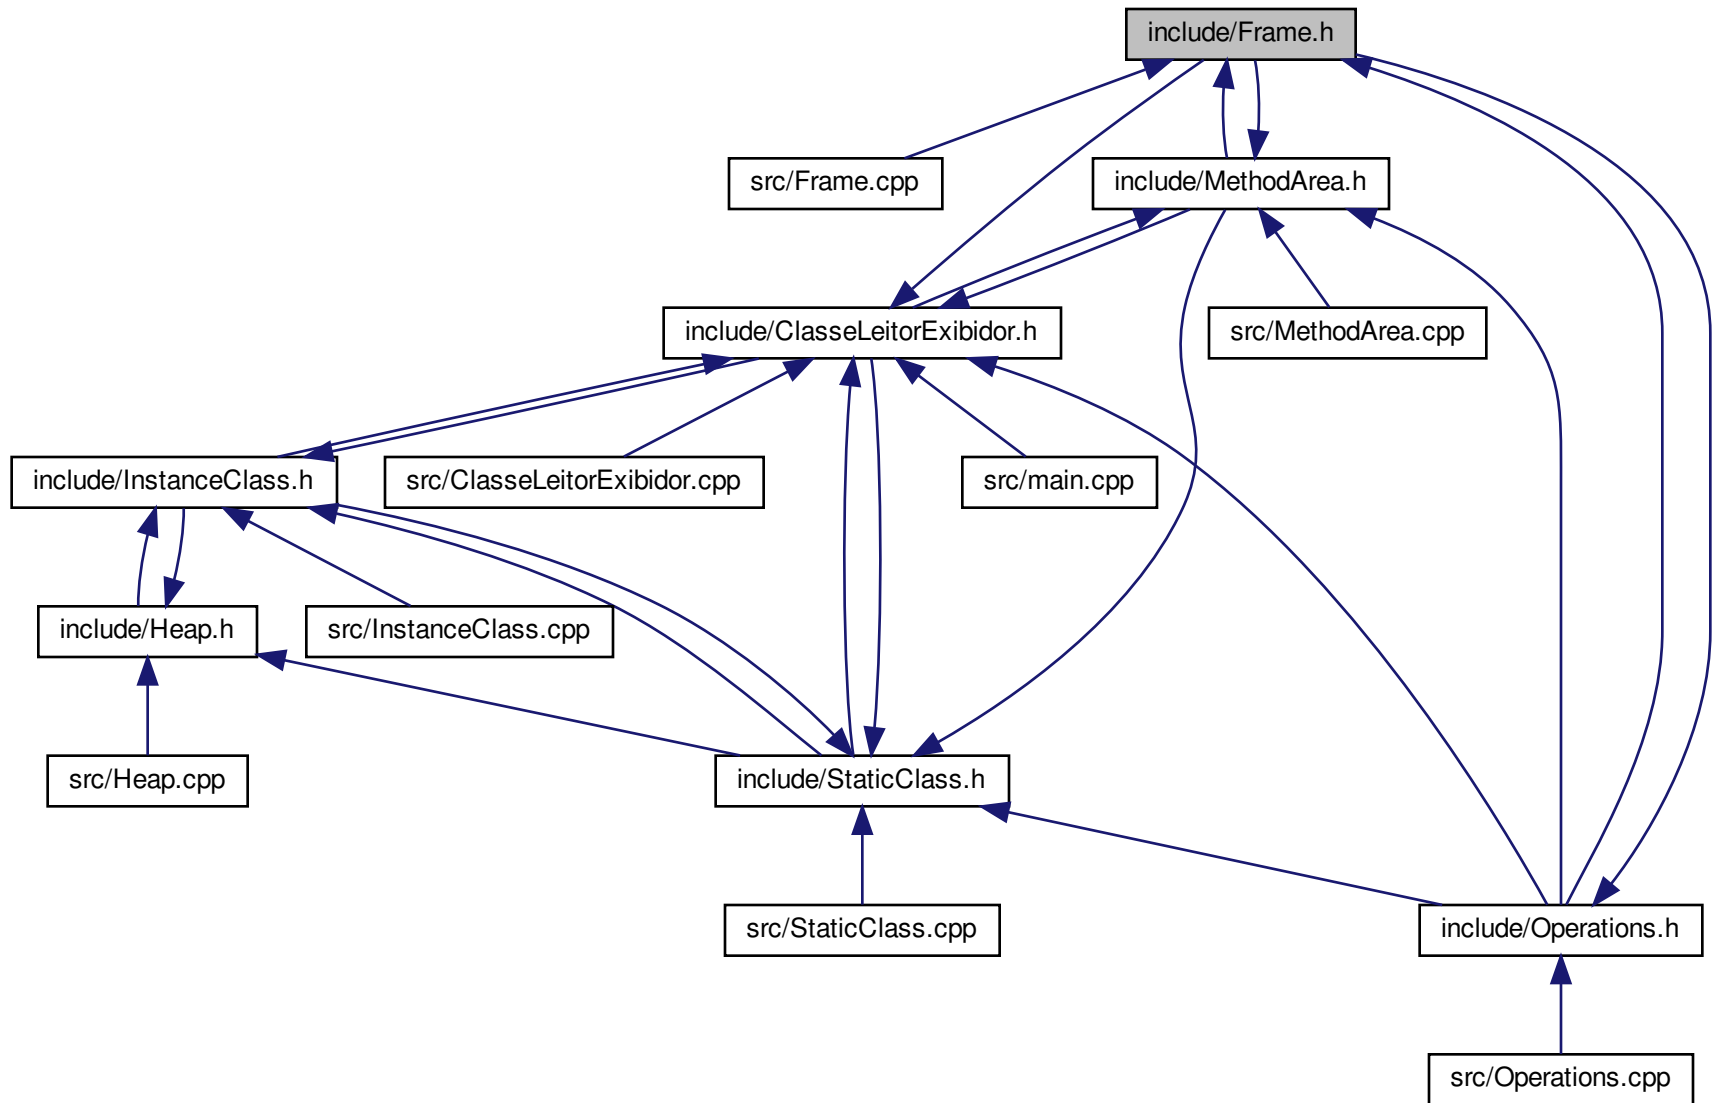 include/Frame.h
src/Frame.cpp
include/MethodArea.h
include/ClasseLeitorExibidor.h
src/MethodArea.cpp
include/InstanceClass.h
src/ClasseLeitorExibidor.cpp
src/main.cpp
include/Heap.h
src/InstanceClass.cpp
src/Heap.cpp
include/StaticClass.h
src/StaticClass.cpp
include/Operations.h
src/Operations.cpp